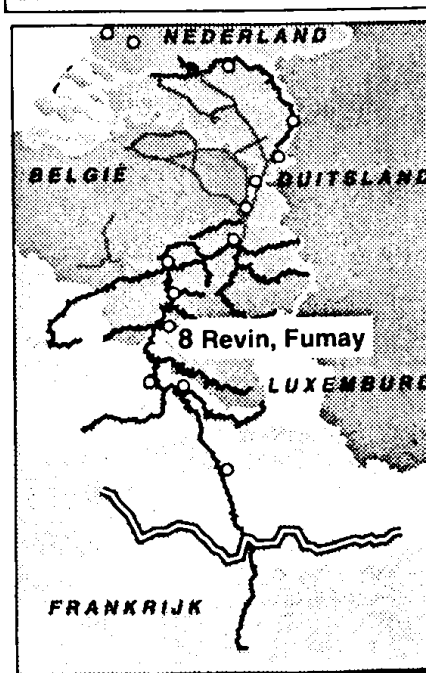 NEDERLAND
BELGIË
DUITSLAND
8 Revin, Fumay
LUXEMBURG
FRANKRIJK